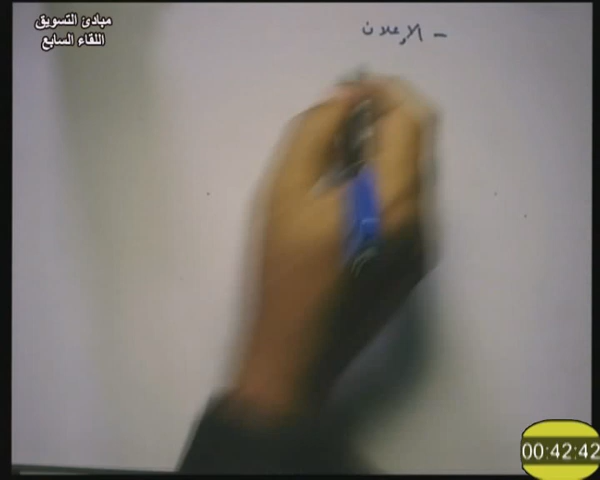 مبادئ التسويق
اللقاء السابع
- الإعلان
00:42:42